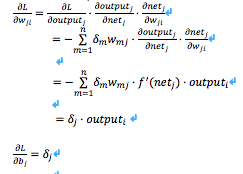 ∂L/∂w_ji = ∂L/∂output_j · ∂output_j/∂net_j · ∂net_j/∂w_ji ↵
= − ∑_{m=1}^{n} δ_m w_mj · ∂output_j/∂net_j · ∂net_j/∂w_ji ↵
↵
= − ∑_{m=1}^{n} δ_m w_mj · f′(net_j) · output_i ↵
↵
= δ_j · output_i ↵
↵
∂L/∂b_j = δ_j ↵